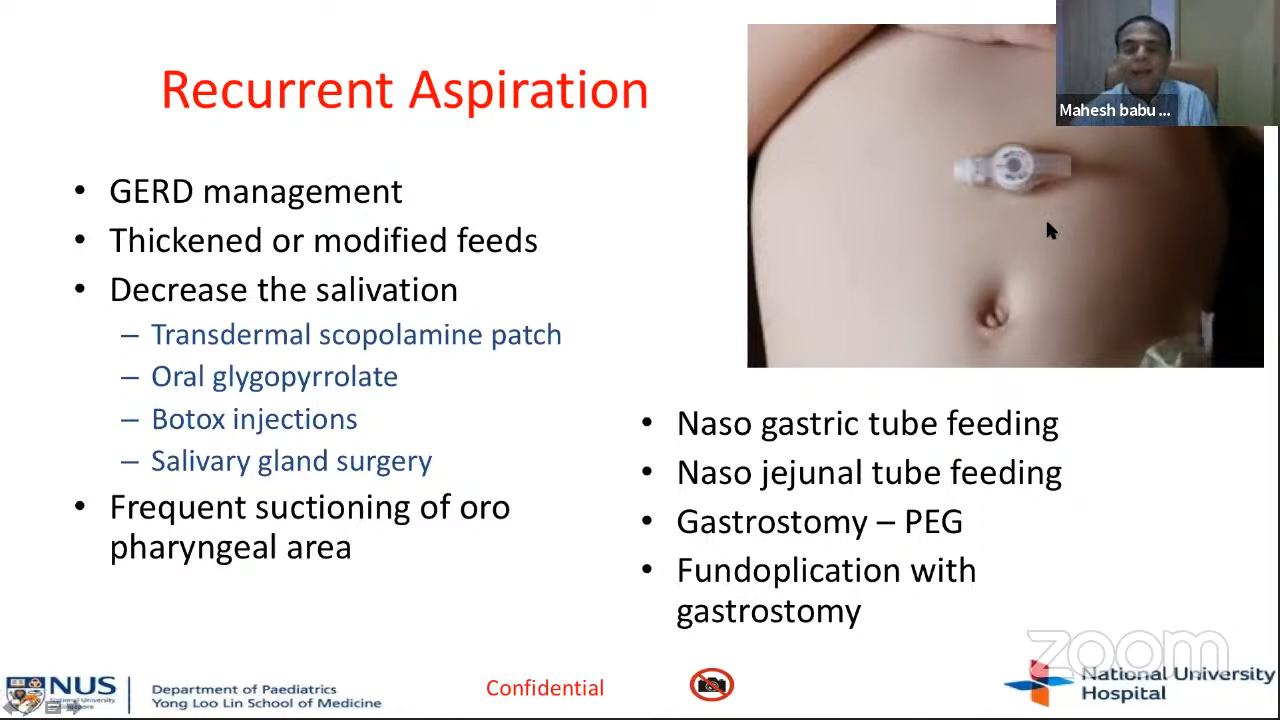 Recurrent Aspiration
Mahesh babu ...
• GERD management
• Thickened or modified feeds
• Decrease the salivation
– Transdermal scopolamine patch
– Oral glygopyrrolate
– Botox injections
– Salivary gland surgery
• Frequent suctioning of oro
pharyngeal area
• Naso gastric tube feeding
• Naso jejunal tube feeding
• Gastrostomy – PEG
• Fundoplication with
gastrostomy
zoom
NUS
National University
Department of Paediatrics
Yong Loo Lin School of Medicine
Confidential
National University
Hospital